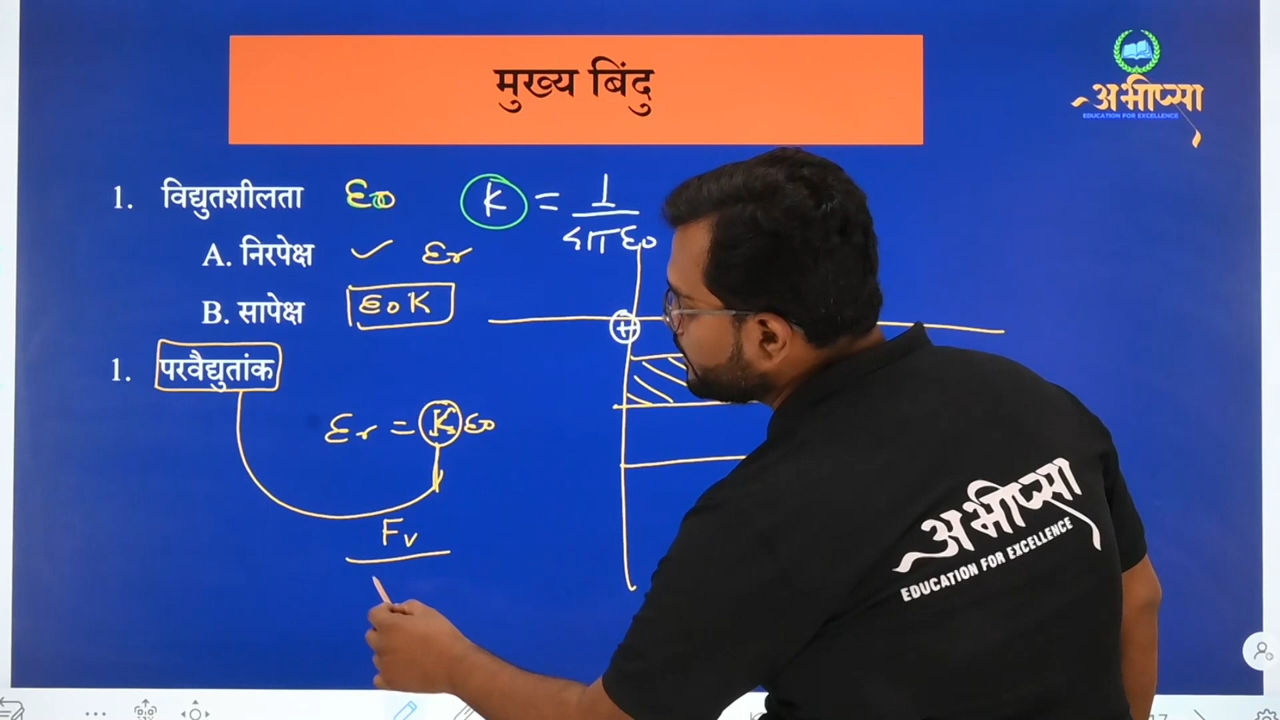 मुख्य बिंदु
अभीप्सा
EDUCATION FOR EXCELLENCE
1. विद्युतशीलता ε₀ K = 1/4πε₀
A. निरपेक्ष ✓ εr
B. सापेक्ष ε₀K
1. परवैद्युतांक
εr = Kε₀
Fv
+
अभीप्सा
EDUCATION FOR EXCELLENCE